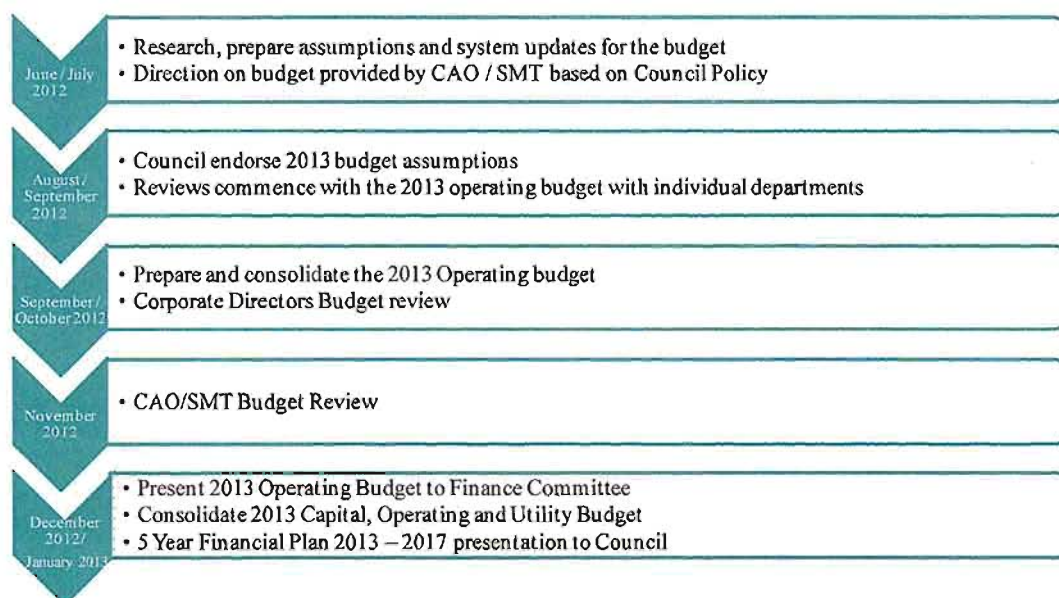 June/July
2012
• Research, prepare assumptions and system updates for the budget
• Direction on budget provided by CAO / SMT based on Council Policy
August/
September
2012
• Council endorse 2013 budget assumptions
• Reviews commence with the 2013 operating budget with individual departments
September/
October 2012
• Prepare and consolidate the 2013 Operating budget
• Corporate Directors Budget review
November
2012
• CAO/SMT Budget Review
December
2012/
January 2013
• Present 2013 Operating Budget to Finance Committee
• Consolidate 2013 Capital, Operating and Utility Budget
• 5 Year Financial Plan 2013 – 2017 presentation to Council